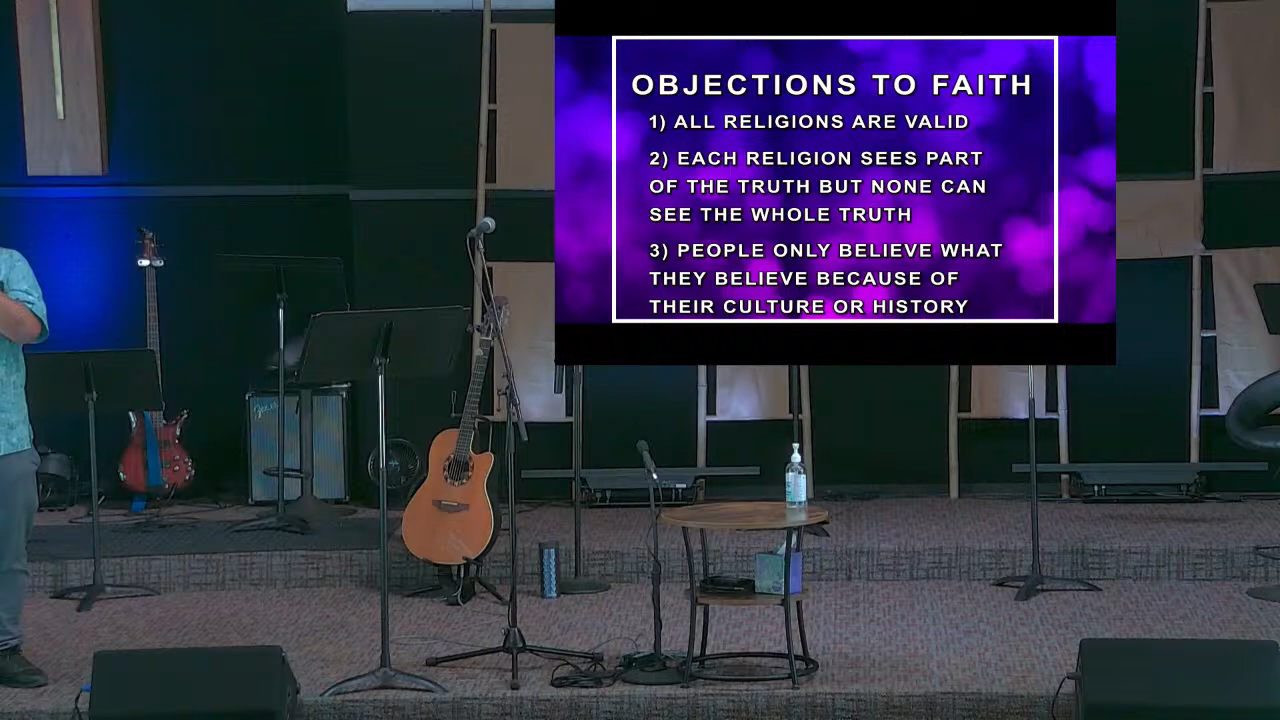 OBJECTIONS TO FAITH
1) ALL RELIGIONS ARE VALID
2) EACH RELIGION SEES PART
OF THE TRUTH BUT NONE CAN
SEE THE WHOLE TRUTH
3) PEOPLE ONLY BELIEVE WHAT
THEY BELIEVE BECAUSE OF
THEIR CULTURE OR HISTORY
Fender